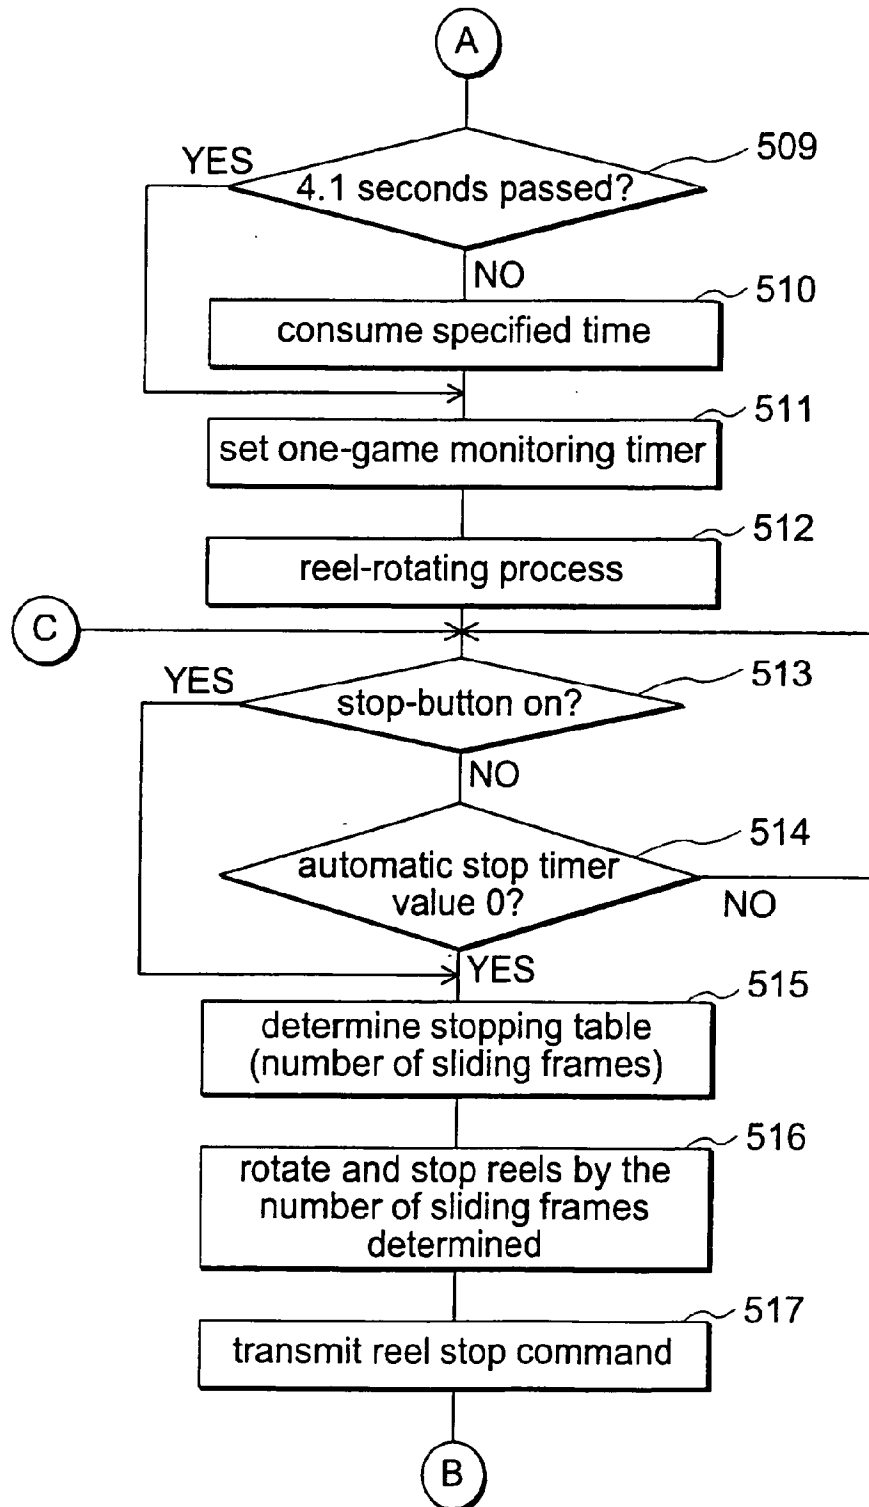 A
509
YES
4.1 seconds passed?
NO
510
consume specified time
511
set one-game monitoring timer
512
reel-rotating process
C
513
YES
stop-button on?
NO
514
automatic stop timer
value 0?
NO
YES
515
determine stopping table
(number of sliding frames)
516
rotate and stop reels by the
number of sliding frames
determined
517
transmit reel stop command
B